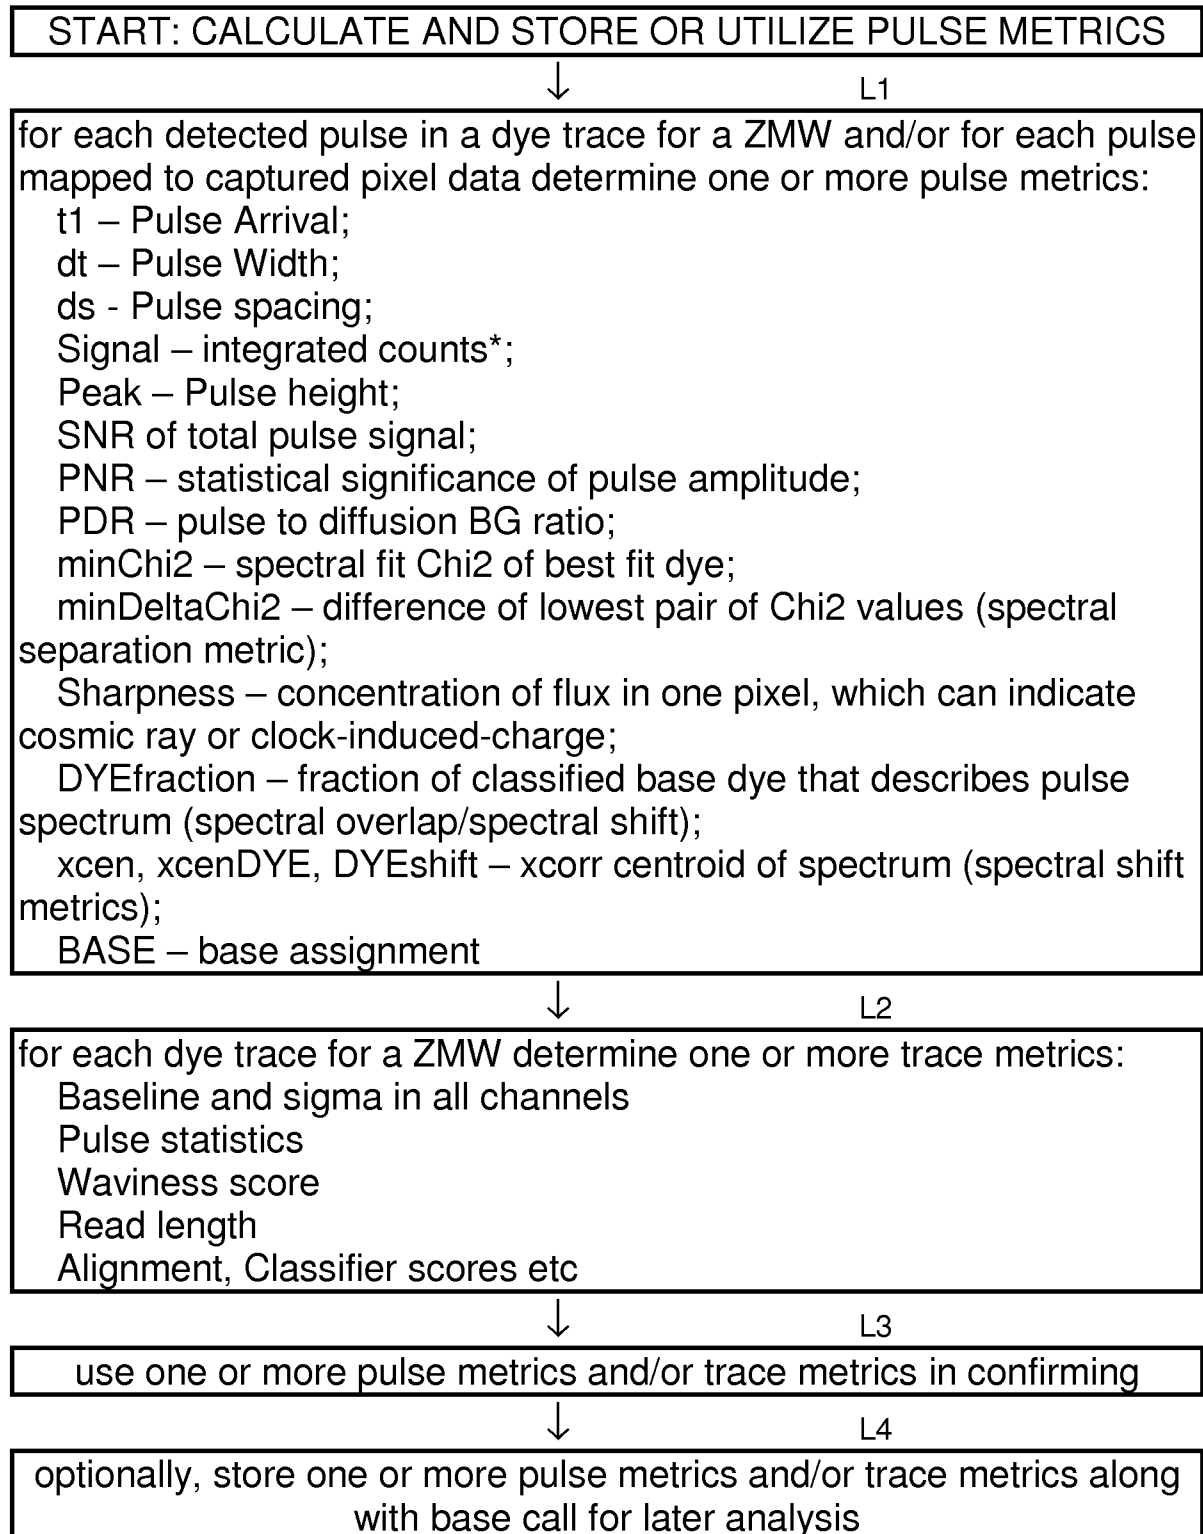 START: CALCULATE AND STORE OR UTILIZE PULSE METRICS
↓ L1
for each detected pulse in a dye trace for a ZMW and/or for each pulse
mapped to captured pixel data determine one or more pulse metrics:
t1 – Pulse Arrival;
dt – Pulse Width;
ds - Pulse spacing;
Signal – integrated counts*;
Peak – Pulse height;
SNR of total pulse signal;
PNR – statistical significance of pulse amplitude;
PDR – pulse to diffusion BG ratio;
minChi2 – spectral fit Chi2 of best fit dye;
minDeltaChi2 – difference of lowest pair of Chi2 values (spectral
separation metric);
Sharpness – concentration of flux in one pixel, which can indicate
cosmic ray or clock-induced-charge;
DYEfraction – fraction of classified base dye that describes pulse
spectrum (spectral overlap/spectral shift);
xcen, xcenDYE, DYEshift – xcorr centroid of spectrum (spectral shift
metrics);
BASE – base assignment
↓ L2
for each dye trace for a ZMW determine one or more trace metrics:
Baseline and sigma in all channels
Pulse statistics
Waviness score
Read length
Alignment, Classifier scores etc
↓ L3
use one or more pulse metrics and/or trace metrics in confirming
↓ L4
optionally, store one or more pulse metrics and/or trace metrics along
with base call for later analysis